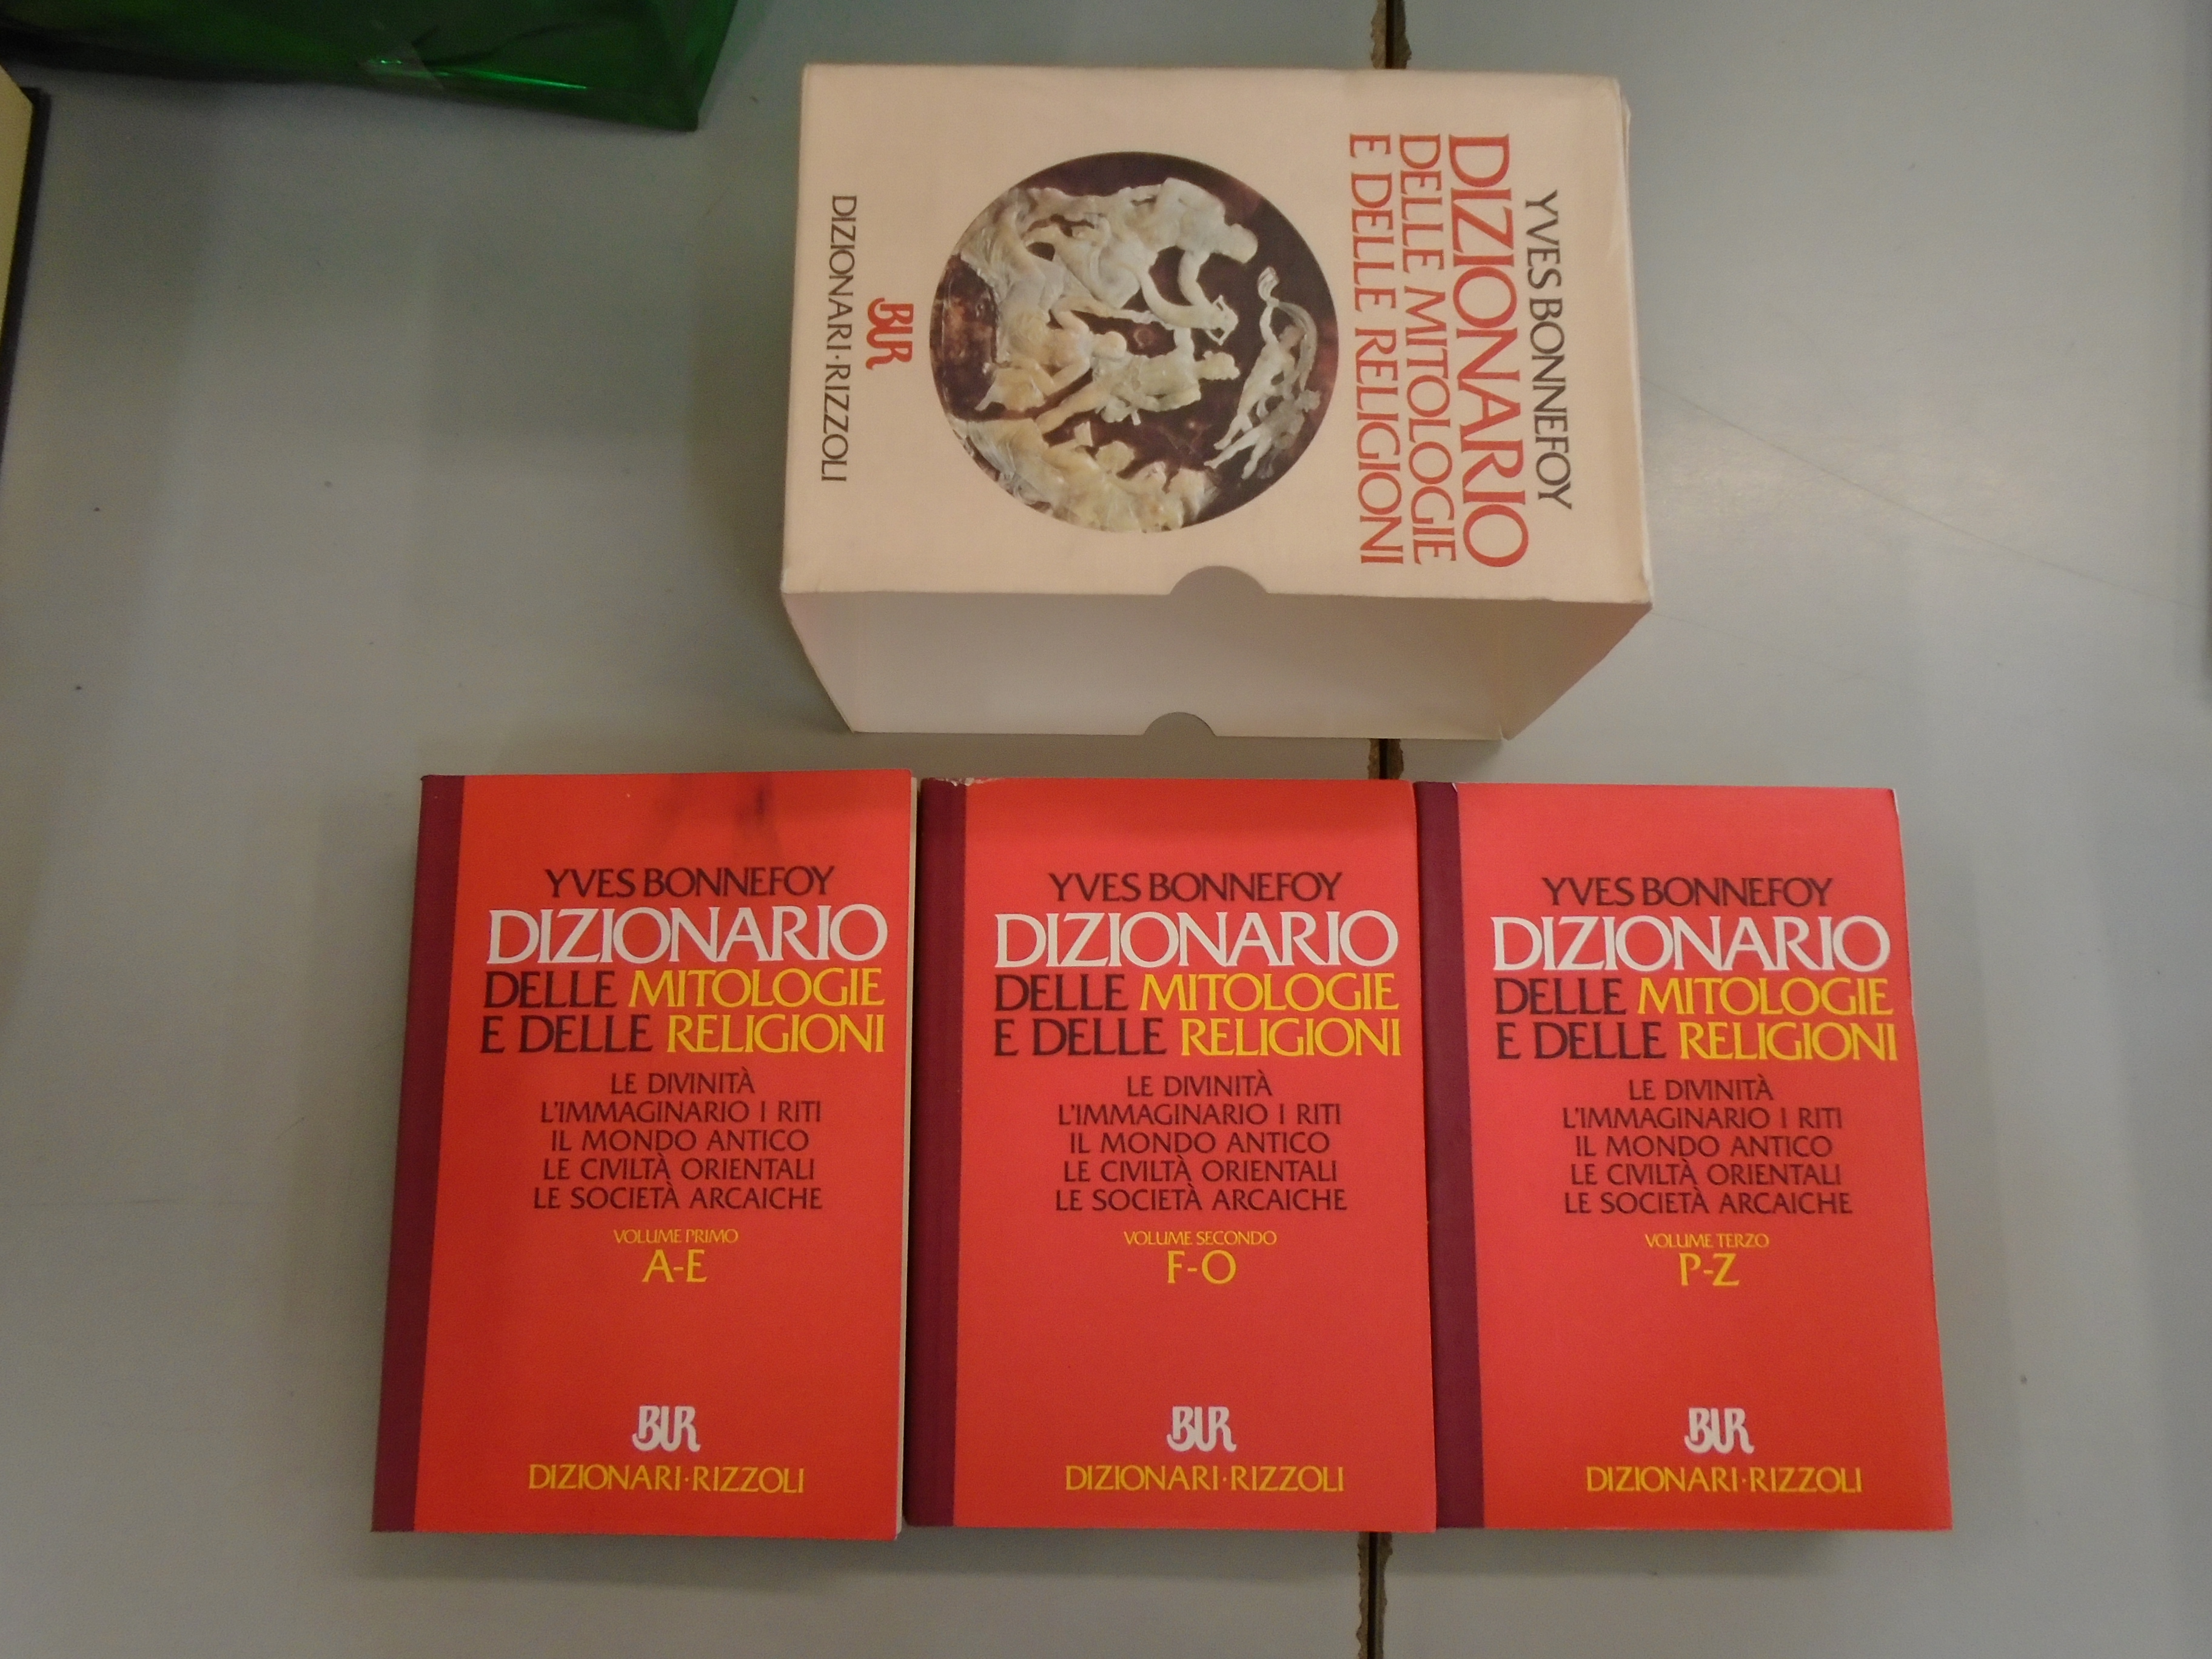 YVES BONNEFOY
DIZIONARIO
DELLE MITOLOGIE
E DELLE RELIGIONI
BUR
DIZIONARI·RIZZOLI
YVES BONNEFOY
DIZIONARIO
DELLE MITOLOGIE
E DELLE RELIGIONI
LE DIVINITÀ
L'IMMAGINARIO I RITI
IL MONDO ANTICO
LE CIVILTÀ ORIENTALI
LE SOCIETÀ ARCAICHE
VOLUME PRIMO
A-E
BUR
DIZIONARI·RIZZOLI
YVES BONNEFOY
DIZIONARIO
DELLE MITOLOGIE
E DELLE RELIGIONI
LE DIVINITÀ
L'IMMAGINARIO I RITI
IL MONDO ANTICO
LE CIVILTÀ ORIENTALI
LE SOCIETÀ ARCAICHE
VOLUME SECONDO
F-O
BUR
DIZIONARI·RIZZOLI
YVES BONNEFOY
DIZIONARIO
DELLE MITOLOGIE
E DELLE RELIGIONI
LE DIVINITÀ
L'IMMAGINARIO I RITI
IL MONDO ANTICO
LE CIVILTÀ ORIENTALI
LE SOCIETÀ ARCAICHE
VOLUME TERZO
P-Z
BUR
DIZIONARI·RIZZOLI